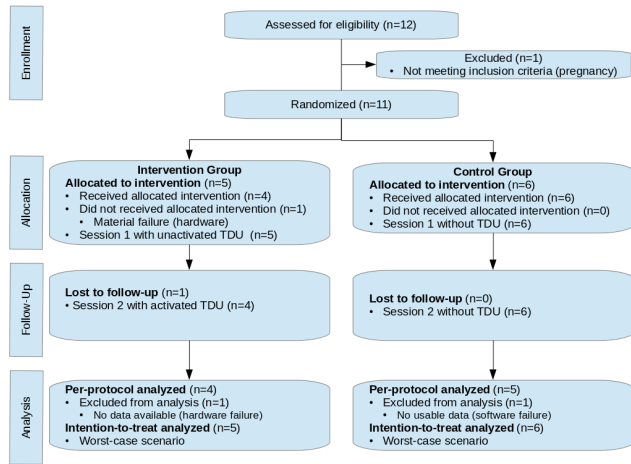 Enrollment
Assessed for eligibility (n=12)
Excluded (n=1)
• Not meeting inclusion criteria (pregnancy)
Randomized (n=11)
Allocation
Intervention Group
Allocated to intervention (n=5)
• Received allocated intervention (n=4)
• Did not received allocated intervention (n=1)
• Material failure (hardware)
• Session 1 with unactivated TDU (n=5)
Control Group
Allocated to intervention (n=6)
• Received allocated intervention (n=6)
• Did not received allocated intervention (n=0)
• Session 1 without TDU (n=6)
Follow-Up
Lost to follow-up (n=1)
• Session 2 with activated TDU (n=4)
Lost to follow-up (n=0)
• Session 2 without TDU (n=6)
Analysis
Per-protocol analyzed (n=4)
• Excluded from analysis (n=1)
• No data available (hardware failure)
Intention-to-treat analyzed (n=5)
• Worst-case scenario
Per-protocol analyzed (n=5)
• Excluded from analysis (n=1)
• No usable data (software failure)
Intention-to-treat analyzed (n=6)
• Worst-case scenario